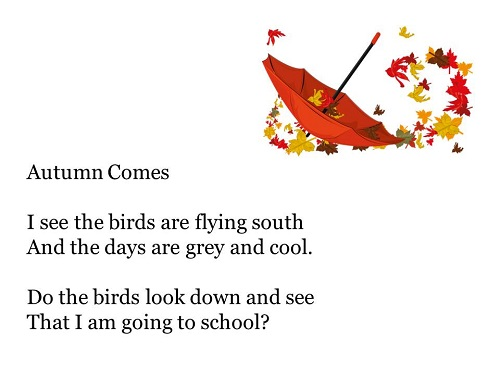 Autumn Comes
I see the birds are flying south
And the days are grey and cool.
Do the birds look down and see
That I am going to school?